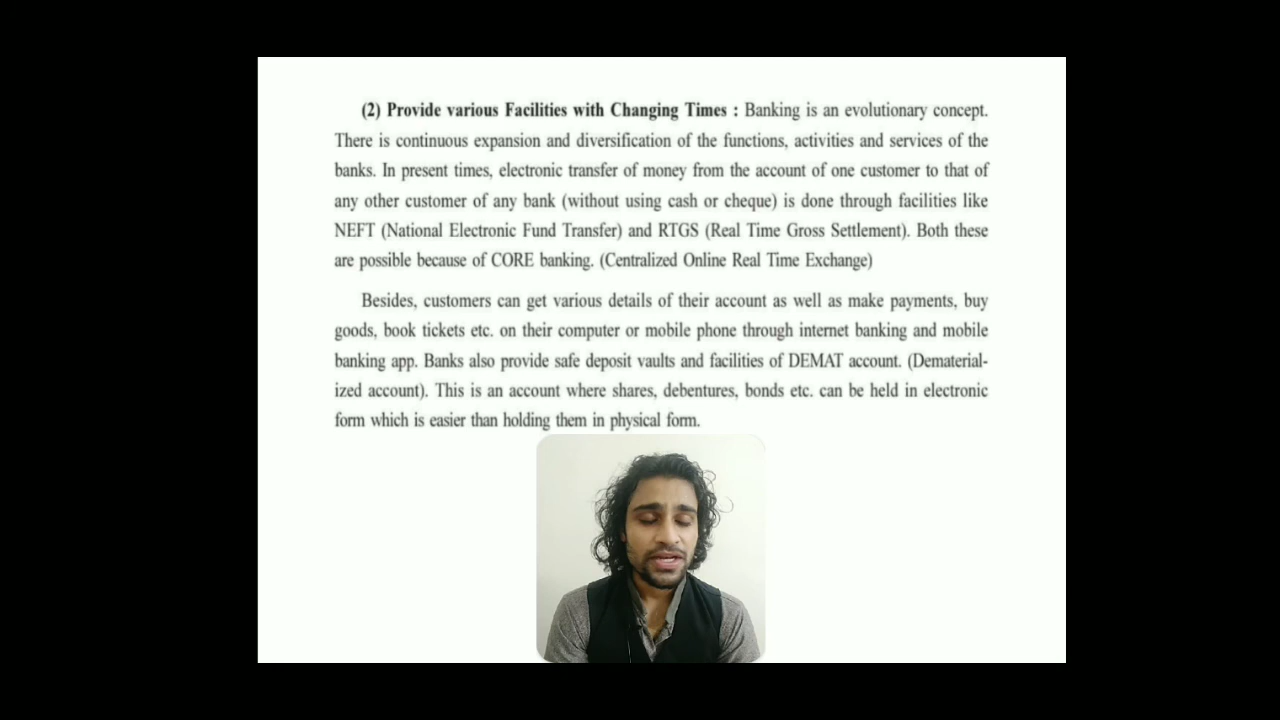 (2) Provide various Facilities with Changing Times : Banking is an evolutionary concept.
There is continuous expansion and diversification of the functions, activities and services of the
banks. In present times, electronic transfer of money from the account of one customer to that of
any other customer of any bank (without using cash or cheque) is done through facilities like
NEFT (National Electronic Fund Transfer) and RTGS (Real Time Gross Settlement). Both these
are possible because of CORE banking. (Centralized Online Real Time Exchange)
Besides, customers can get various details of their account as well as make payments, buy
goods, book tickets etc. on their computer or mobile phone through internet banking and mobile
banking app. Banks also provide safe deposit vaults and facilities of DEMAT account. (Demateral-
ized account). This is an account where shares, debentures, bonds etc. can be held in electronic
form which is easier than holding them in physical form.